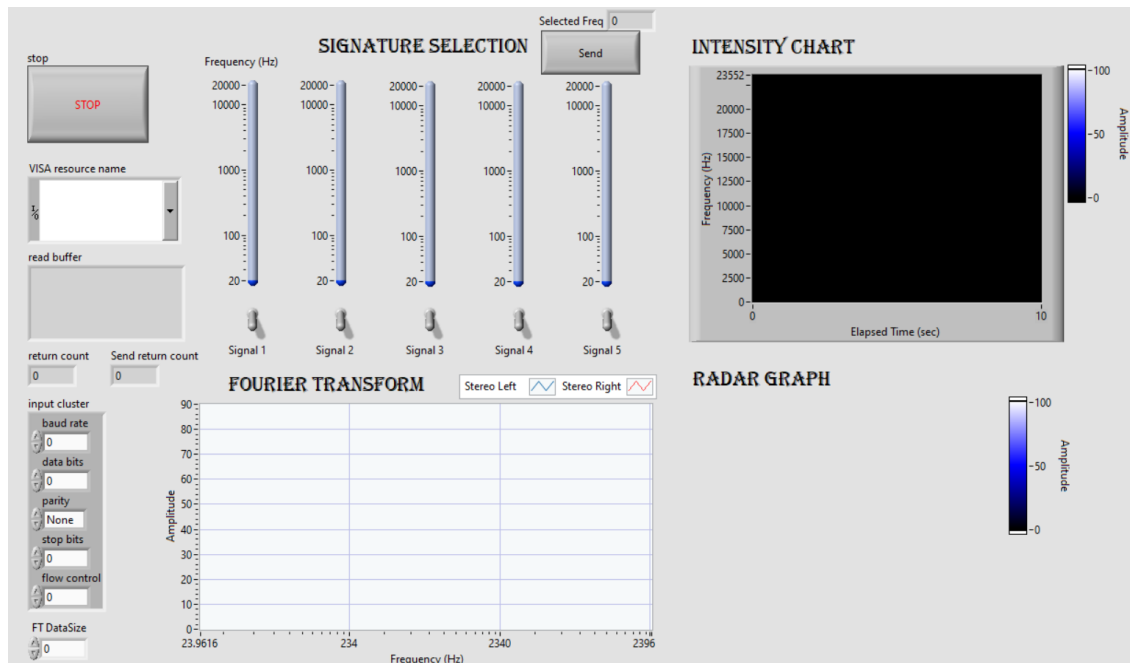 Selected Freq 0
SIGNATURE SELECTION
Send
INTENSITY CHART
stop
STOP
Frequency (Hz)
20000 20000 20000 20000 20000
10000 10000 10000 10000 10000
1000 1000 1000 1000 1000
100 100 100 100 100
20 20 20 20 20
Signal 1 Signal 2 Signal 3 Signal 4 Signal 5
VISA resource name
I/O
read buffer
return count Send return count
0 0
input cluster
baud rate
0
data bits
0
parity
None
stop bits
0
flow control
0
FT DataSize
0
23552
20000
17500
15000
12500
10000
7500
5000
2500
0
Frequency (Hz)
0 10
Elapsed Time (sec)
100
50
0
Amplitude
FOURIER TRANSFORM
Stereo Left Stereo Right
90
80
70
60
50
40
30
20
10
0
Amplitude
23.9616 234 2340 2396
Frequency (Hz)
RADAR GRAPH
100
50
0
Amplitude